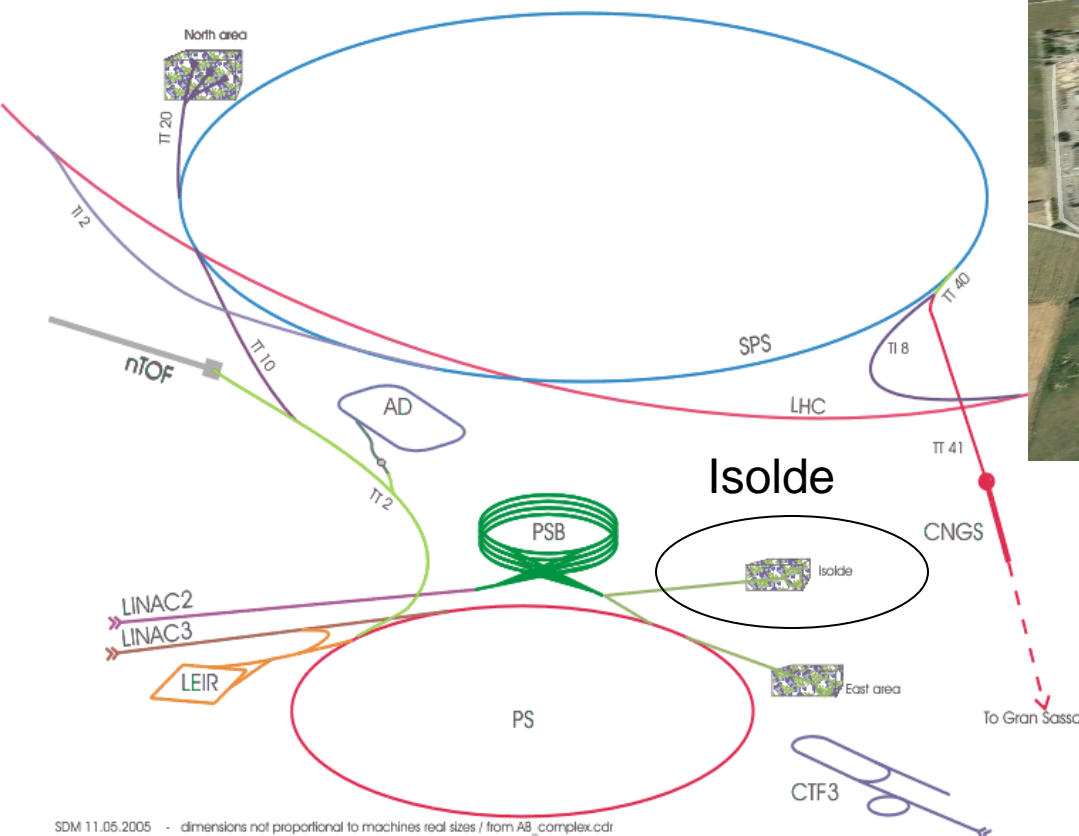 North area
TT 20
TI 2
TT 40
SPS
TI 8
nTOF
TT 10
AD
LHC
TT 41
Isolde
TT 2
PSB
CNGS
Isolde
LINAC2
LINAC3
LEIR
East area
PS
To Gran Sasso
CTF3
SDM 11.05.2005 - dimensions not proportional to machines real sizes / from AB_complex.cdr